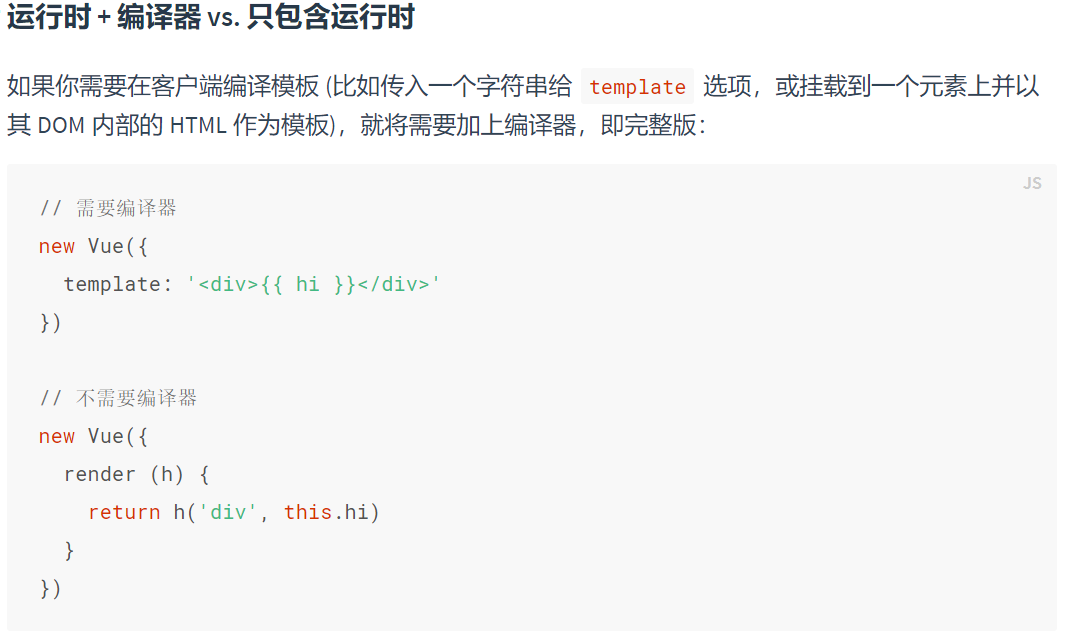 运行时 + 编译器 vs. 只包含运行时
如果你需要在客户端编译模板 (比如传入一个字符串给 template 选项，或挂载到一个元素上并以
其 DOM 内部的 HTML 作为模板)，就将需要加上编译器，即完整版：
JS
// 需要编译器
new Vue({
  template: '<div>{{ hi }}</div>'
})
// 不需要编译器
new Vue({
  render (h) {
    return h('div', this.hi)
  }
})